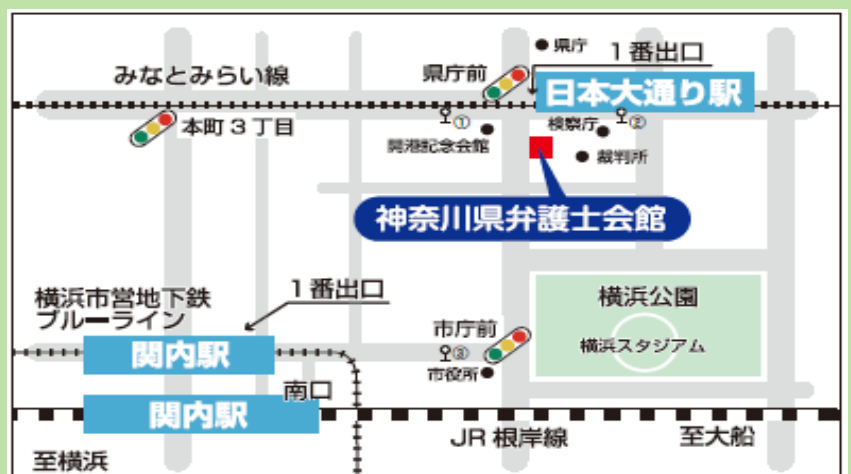 県庁
1番出口
県庁前
みなとみらい線
日本大通り駅
本町3丁目
①
開港記念会館
検察庁
②
裁判所
神奈川県弁護士会館
横浜市営地下鉄
ブルーライン
1番出口
横浜公園
横浜スタジアム
市庁前
③
市役所
関内駅
南口
関内駅
JR根岸線
至大船
至横浜